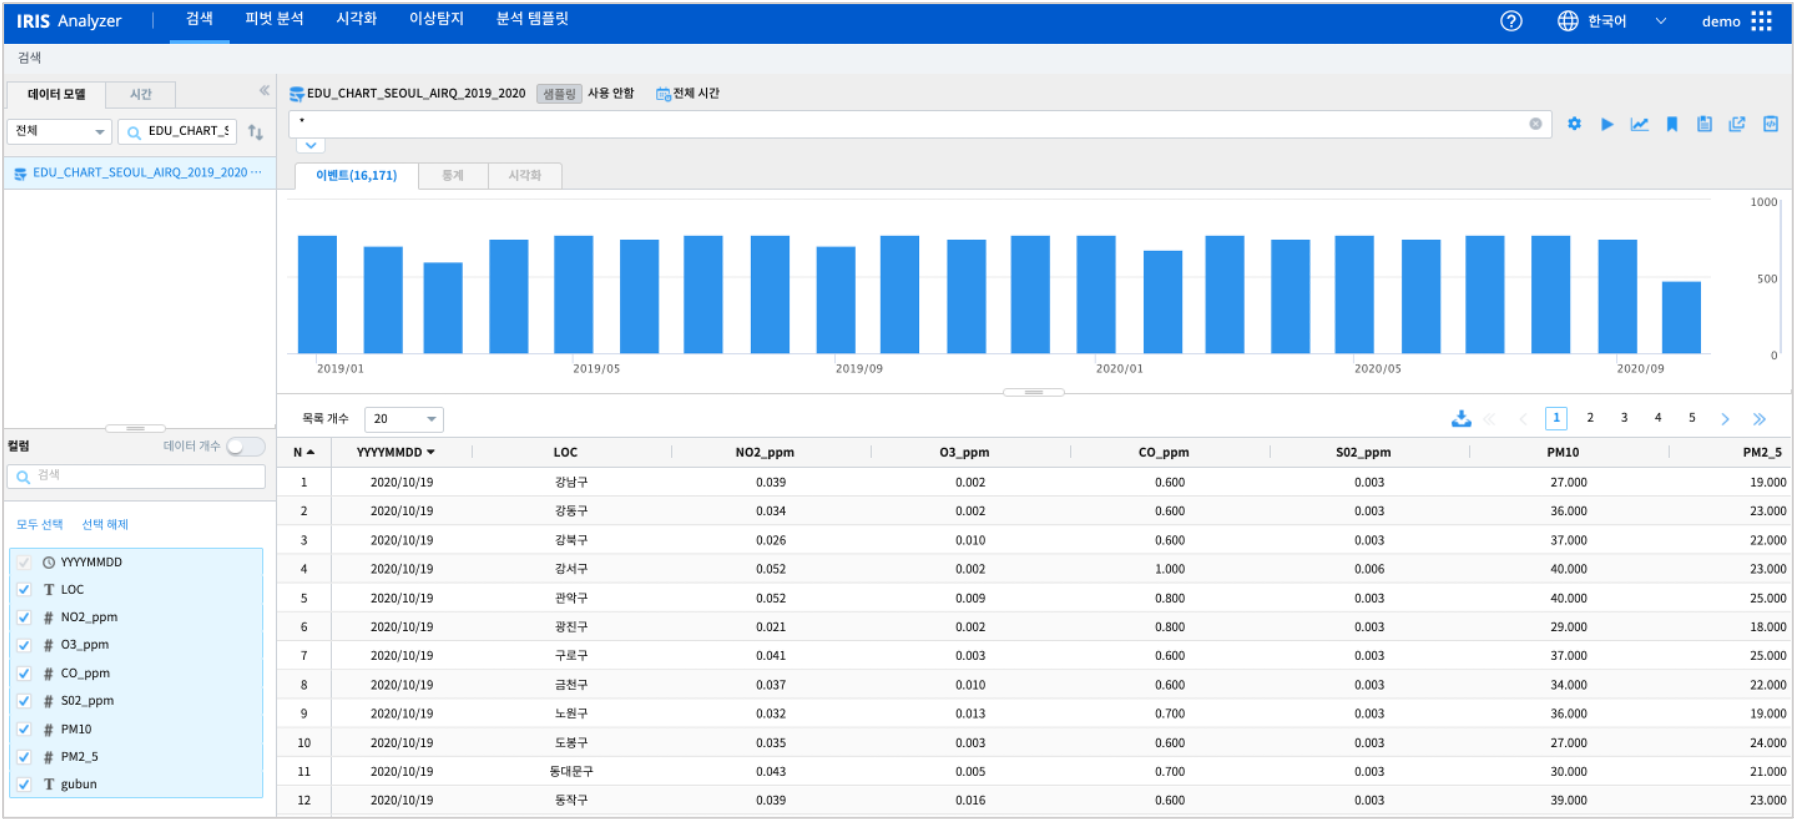 IRIS Analyzer 검색 피벗 분석 시각화 이상탐지 분석 템플릿 ? 한국어 demo
검색
데이터 모델 시간
전체 EDU_CHART_S
EDU_CHART_SEOUL_AIRQ_2019_2020 ...
컬럼 데이터 개수
검색
모두 선택 선택 해제
YYYYMMDD
T LOC
# NO2_ppm
# O3_ppm
# CO_ppm
# S02_ppm
# PM10
# PM2_5
T gubun
EDU_CHART_SEOUL_AIRQ_2019_2020 샘플링 사용 안함 전체 시간
*
이벤트(16,171) 통계 시각화
1000
500
0
2019/01 2019/05 2019/09 2020/01 2020/05 2020/09
목록 개수 20 1 2 3 4 5
N YYYYMMDD LOC NO2_ppm O3_ppm CO_ppm S02_ppm PM10 PM2_5
1 2020/10/19 강남구 0.039 0.002 0.600 0.003 27.000 19.000
2 2020/10/19 강동구 0.034 0.002 0.600 0.003 36.000 23.000
3 2020/10/19 강북구 0.026 0.010 0.600 0.003 37.000 22.000
4 2020/10/19 강서구 0.052 0.002 1.000 0.006 40.000 23.000
5 2020/10/19 관악구 0.052 0.009 0.800 0.003 40.000 25.000
6 2020/10/19 광진구 0.021 0.002 0.800 0.003 29.000 18.000
7 2020/10/19 구로구 0.041 0.003 0.600 0.003 37.000 25.000
8 2020/10/19 금천구 0.037 0.010 0.600 0.003 34.000 22.000
9 2020/10/19 노원구 0.032 0.013 0.700 0.003 36.000 19.000
10 2020/10/19 도봉구 0.035 0.003 0.600 0.003 27.000 24.000
11 2020/10/19 동대문구 0.043 0.005 0.700 0.003 30.000 21.000
12 2020/10/19 동작구 0.039 0.016 0.600 0.003 39.000 23.000